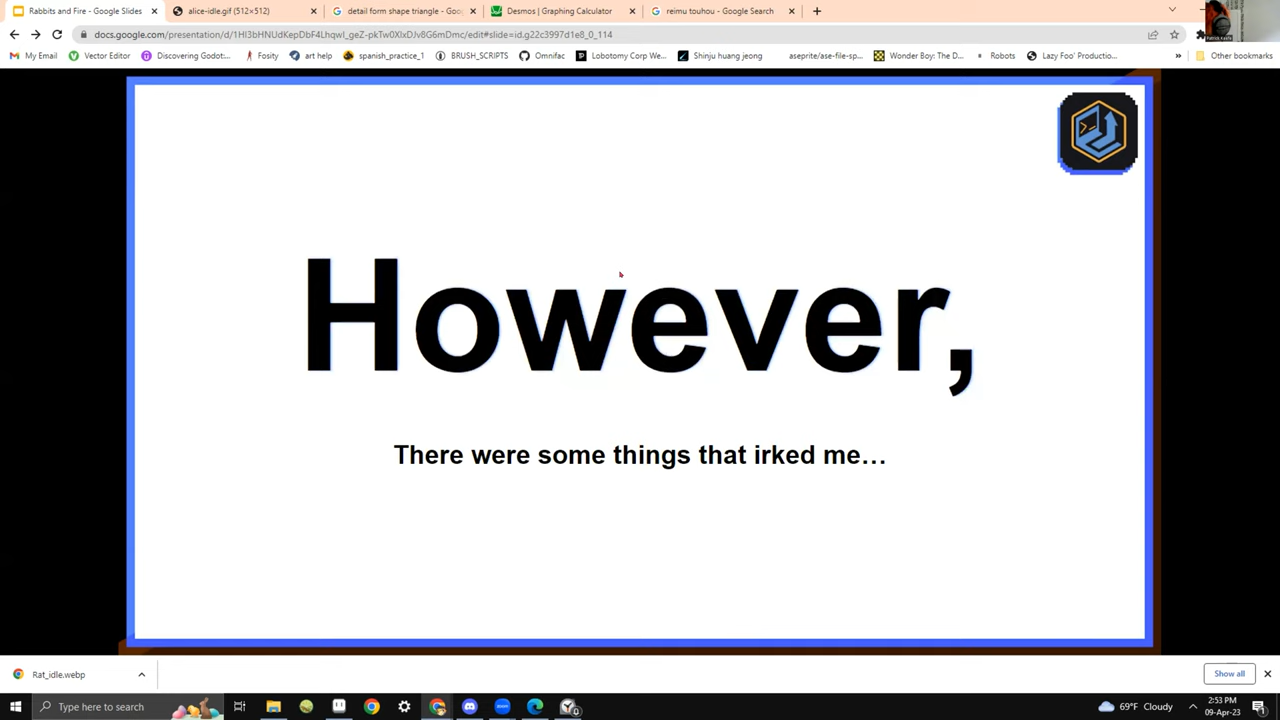 Rabbits and Fire - Google Slides
alice-idle.gif (512×512)
detail form shape triangle - Goo
Desmos | Graphing Calculator
reimu touhou - Google Search
docs.google.com/presentation/d/1HI3bHNUdKepDbF4LhqwI_geZ-pkTw0XlxDJv8G6mDmc/edit#slide=id.g22c3997d1e8_0_114
My Email
Vector Editor
Discovering Godot:...
Fosity
art help
spanish_practice_1
BRUSH_SCRIPTS
Omnifac
Lobotomy Corp We...
Shinju huang jeong
aseprite/ase-file-sp...
Wonder Boy: The D...
Robots
Lazy Foo' Productio...
»
Other bookmarks
However,
There were some things that irked me...
Rat_idle.webp
Show all
Type here to search
69°F Cloudy
2:53 PM
09-Apr-23